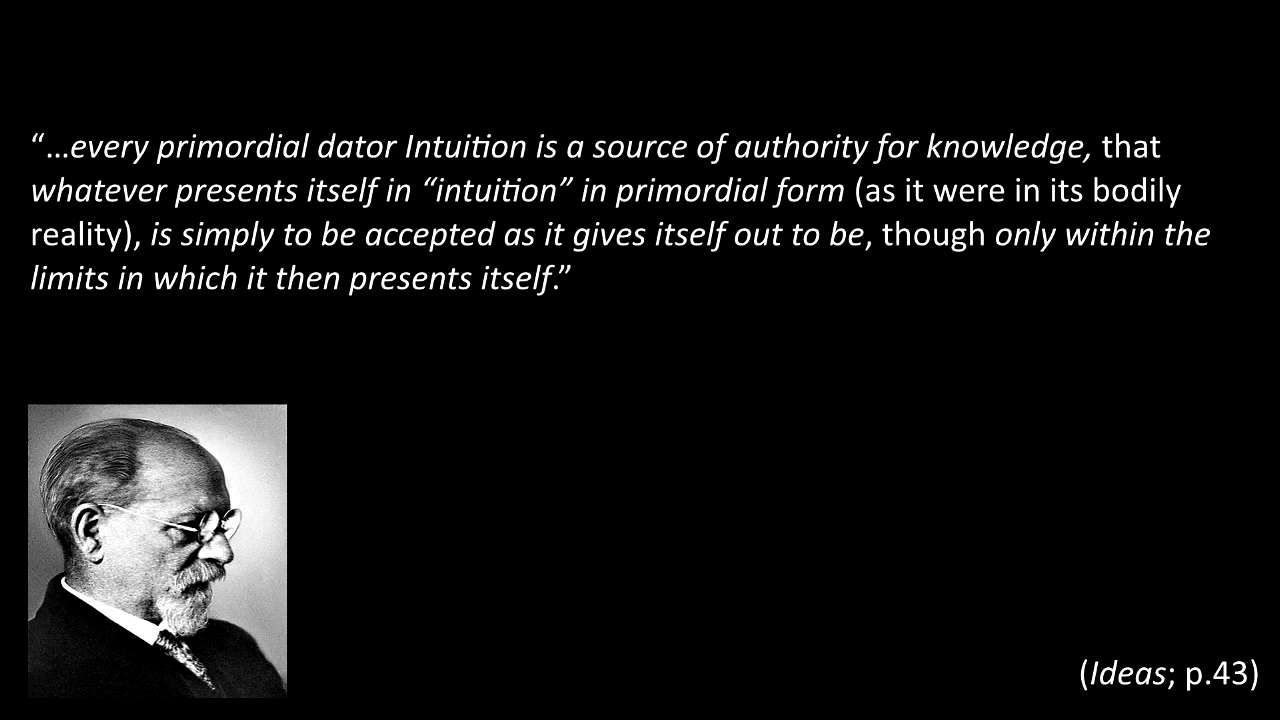 “…every primordial dator Intuition is a source of authority for knowledge, that
whatever presents itself in “intuition” in primordial form (as it were in its bodily
reality), is simply to be accepted as it gives itself out to be, though only within the
limits in which it then presents itself.”
(Ideas; p.43)